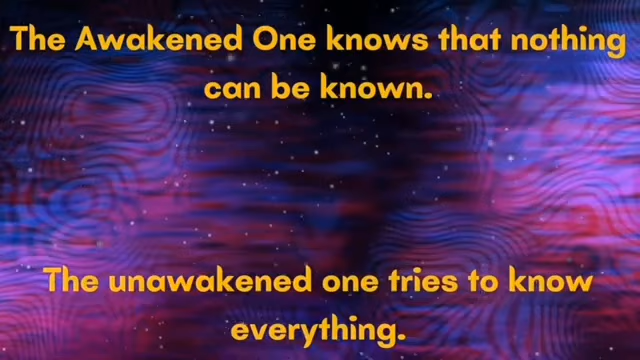 The Awakened One knows that nothing
can be known.
The unawakened one tries to know
everything.